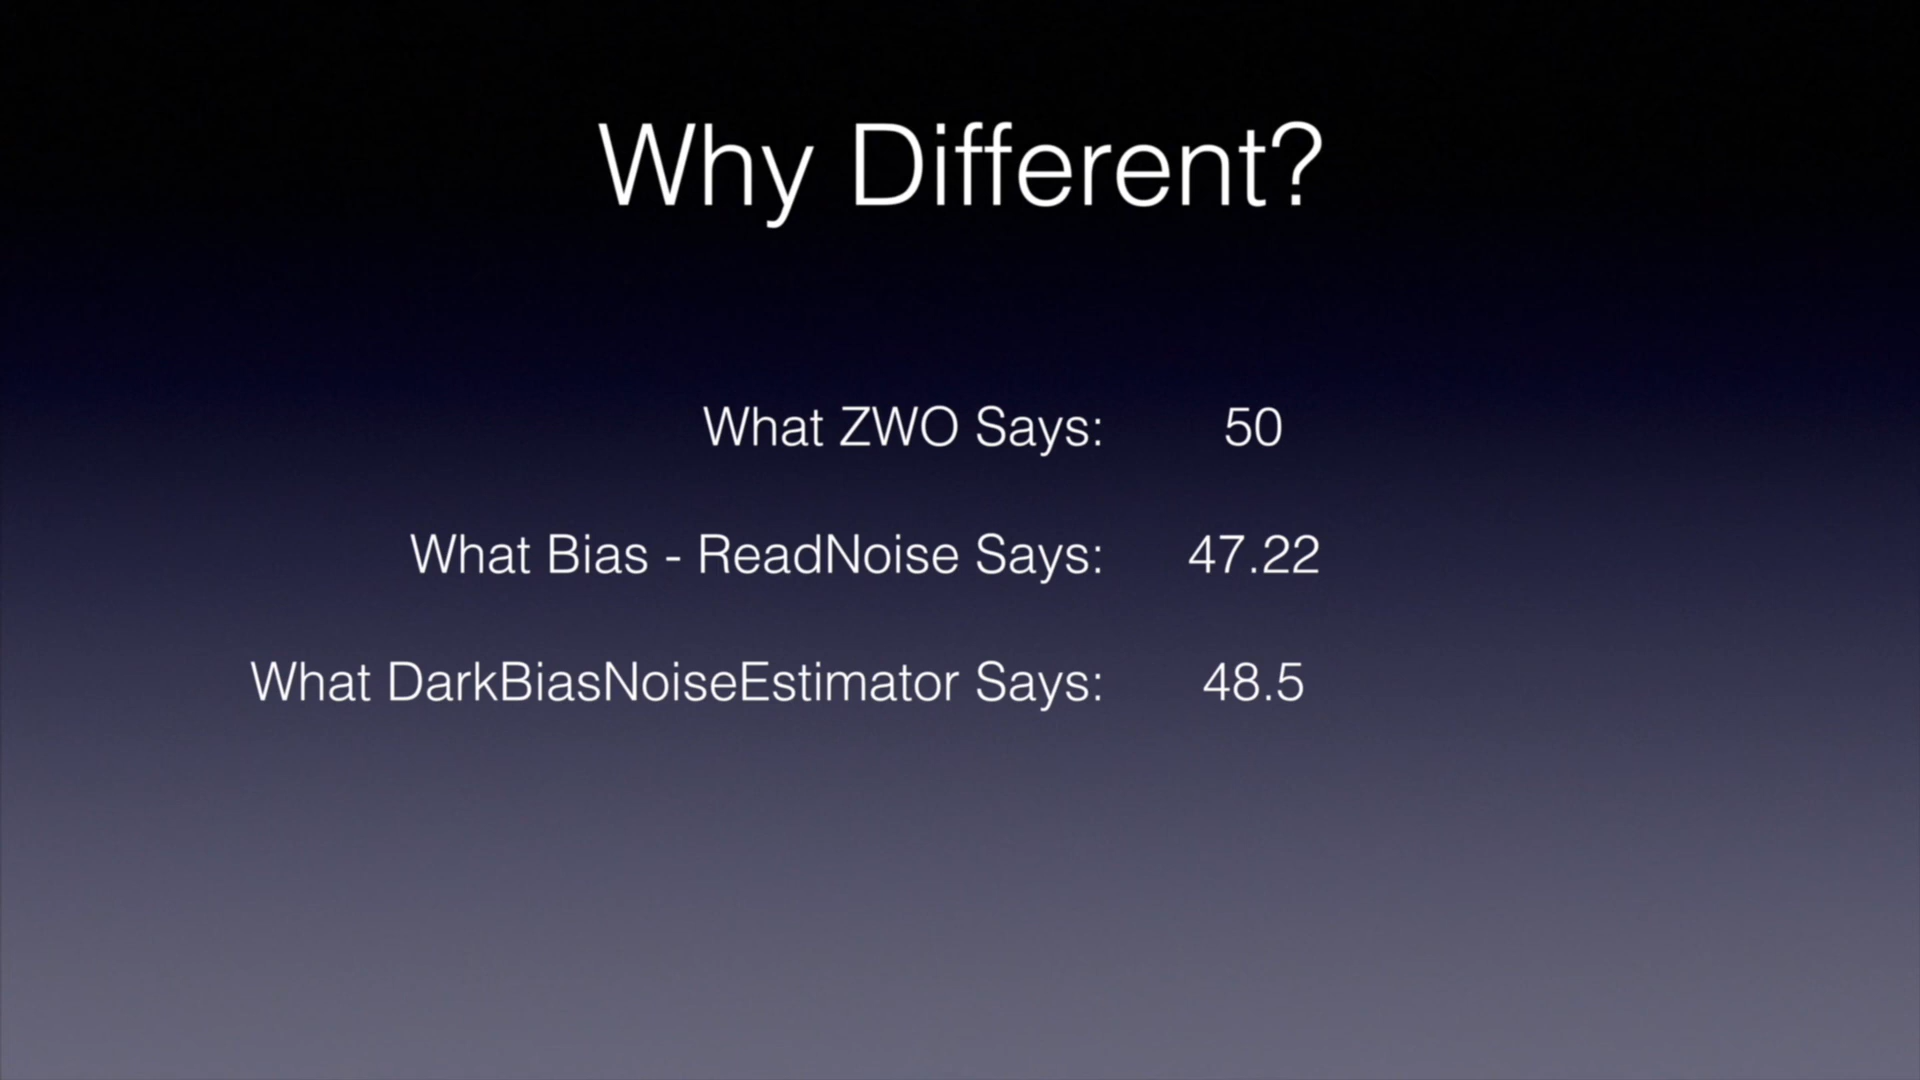 Why Different?
What ZWO Says: 50
What Bias - ReadNoise Says: 47.22
What DarkBiasNoiseEstimator Says: 48.5